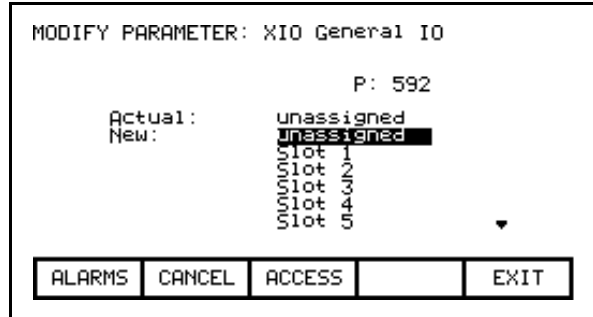 MODIFY PARAMETER: XIO General IO
P: 592
Actual: unassigned
New: unassigned
Slot 1
Slot 2
Slot 3
Slot 4
Slot 5
ALARMS CANCEL ACCESS EXIT